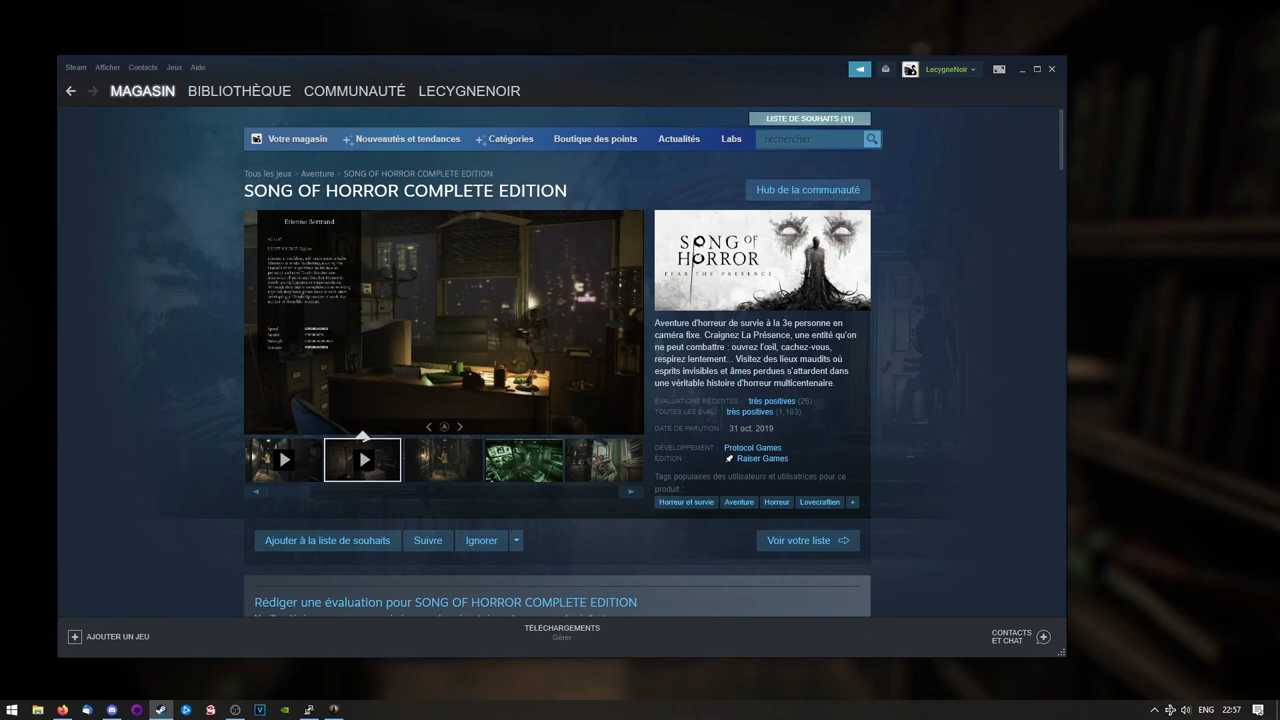 Steam Afficher Contacts Jeux Aide
LecygneNoir
MAGASIN BIBLIOTHÈQUE COMMUNAUTÉ LECYGNENOIR
LISTE DE SOUHAITS (11)
Votre magasin Nouveautés et tendances Catégories Boutique des points Actualités Labs rechercher
Tous les jeux > Aventure > SONG OF HORROR COMPLETE EDITION
SONG OF HORROR COMPLETE EDITION
Hub de la communauté
Etienne Bertrand
SONG OF
HORROR
FEAR THE PRESENCE
Aventure d'horreur de survie à la 3e personne en
caméra fixe. Craignez La Présence, une entité qu'on
ne peut combattre : ouvrez l'œil, cachez-vous,
respirez lentement... Visitez des lieux maudits où
esprits invisibles et âmes perdues s'attardent dans
une véritable histoire d'horreur multicentenaire.
ÉVALUATIONS RÉCENTES : très positives (26)
TOUTES LES ÉVAL. : très positives (1,193)
DATE DE PARUTION : 31 oct. 2019
DÉVELOPPEMENT : Protocol Games
ÉDITION : Raiser Games
Tags populaires des utilisateurs et utilisatrices pour ce
produit :
Horreur et survie Aventure Horreur Lovecraftien +
Ajouter à la liste de souhaits Suivre Ignorer Voir votre liste
Rédiger une évaluation pour SONG OF HORROR COMPLETE EDITION
AJOUTER UN JEU
TÉLÉCHARGEMENTS
Gérer
CONTACTS
ET CHAT
ENG 22:57